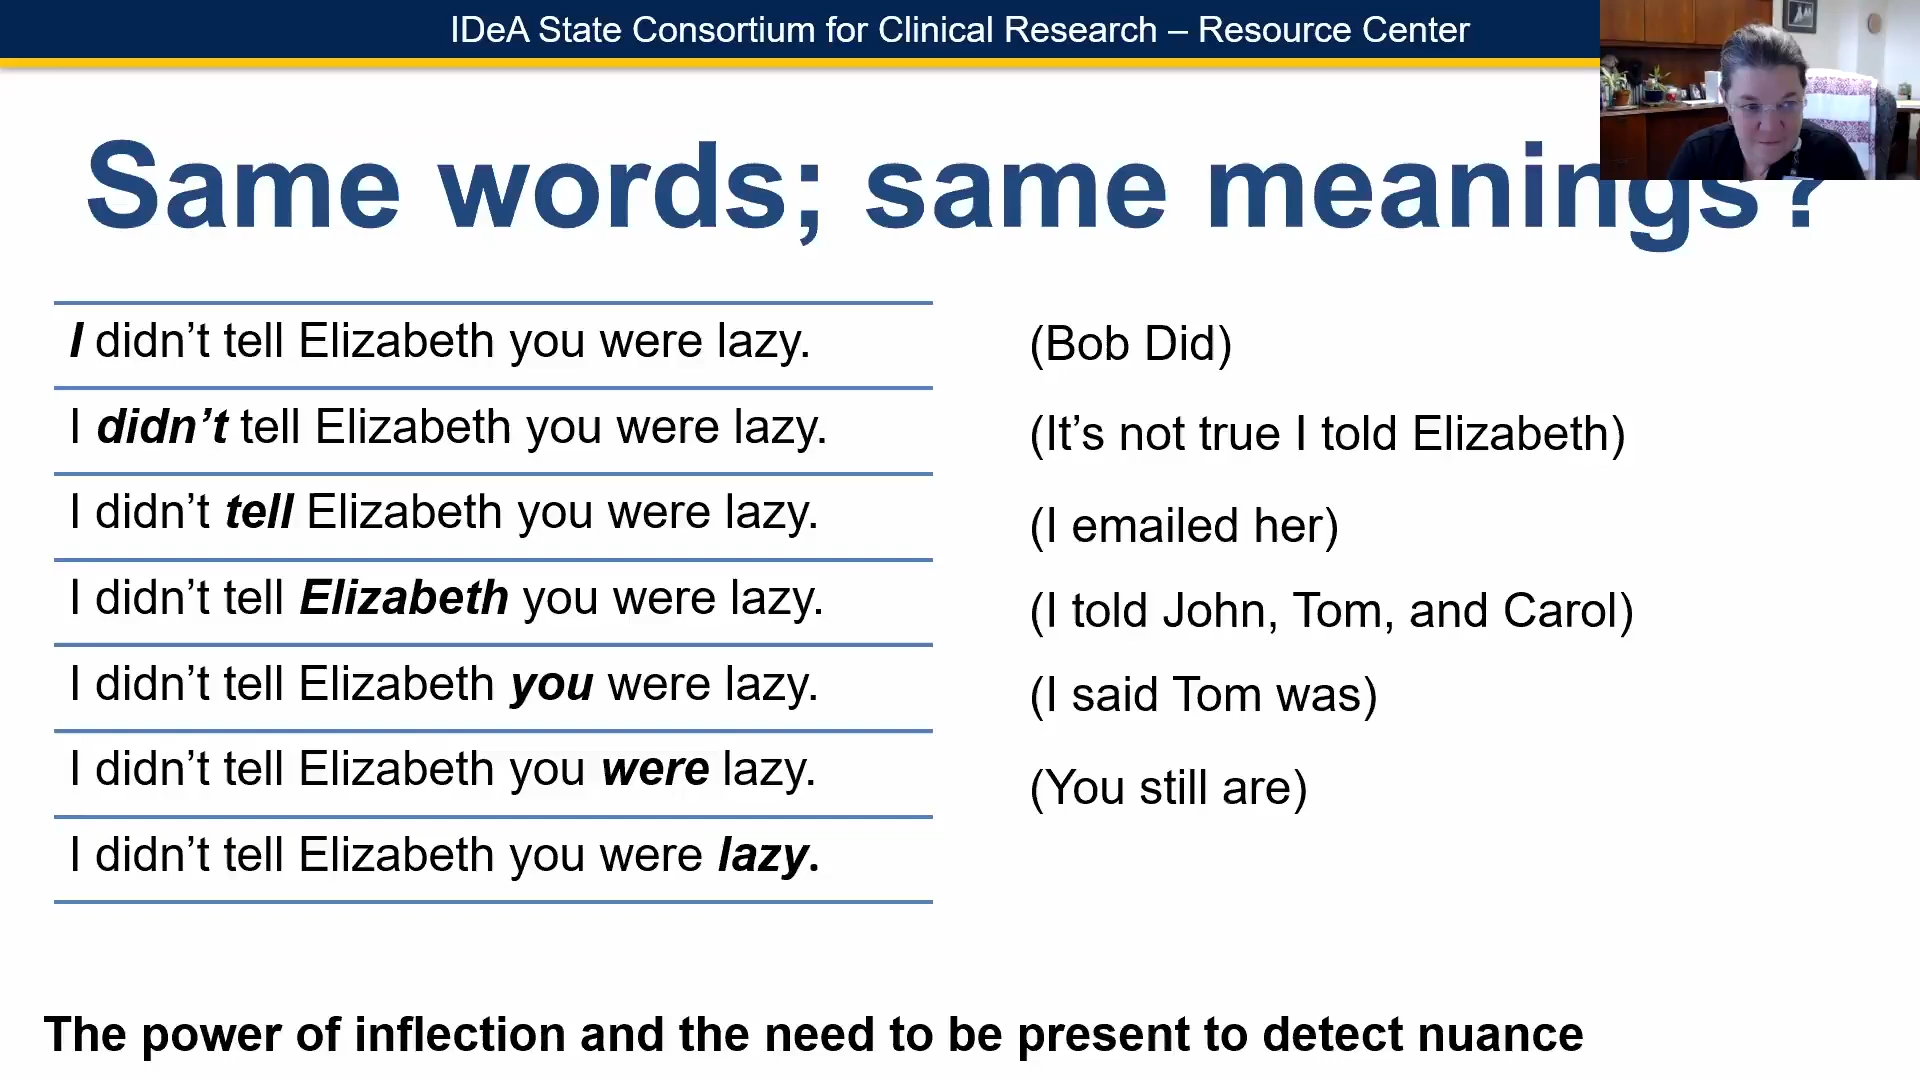 IDeA State Consortium for Clinical Research – Resource Center
Same words; same meanings?
I didn’t tell Elizabeth you were lazy.
(Bob Did)
I didn’t tell Elizabeth you were lazy.
(It’s not true I told Elizabeth)
I didn’t tell Elizabeth you were lazy.
(I emailed her)
I didn’t tell Elizabeth you were lazy.
(I told John, Tom, and Carol)
I didn’t tell Elizabeth you were lazy.
(I said Tom was)
I didn’t tell Elizabeth you were lazy.
(You still are)
I didn’t tell Elizabeth you were lazy.
The power of inflection and the need to be present to detect nuance